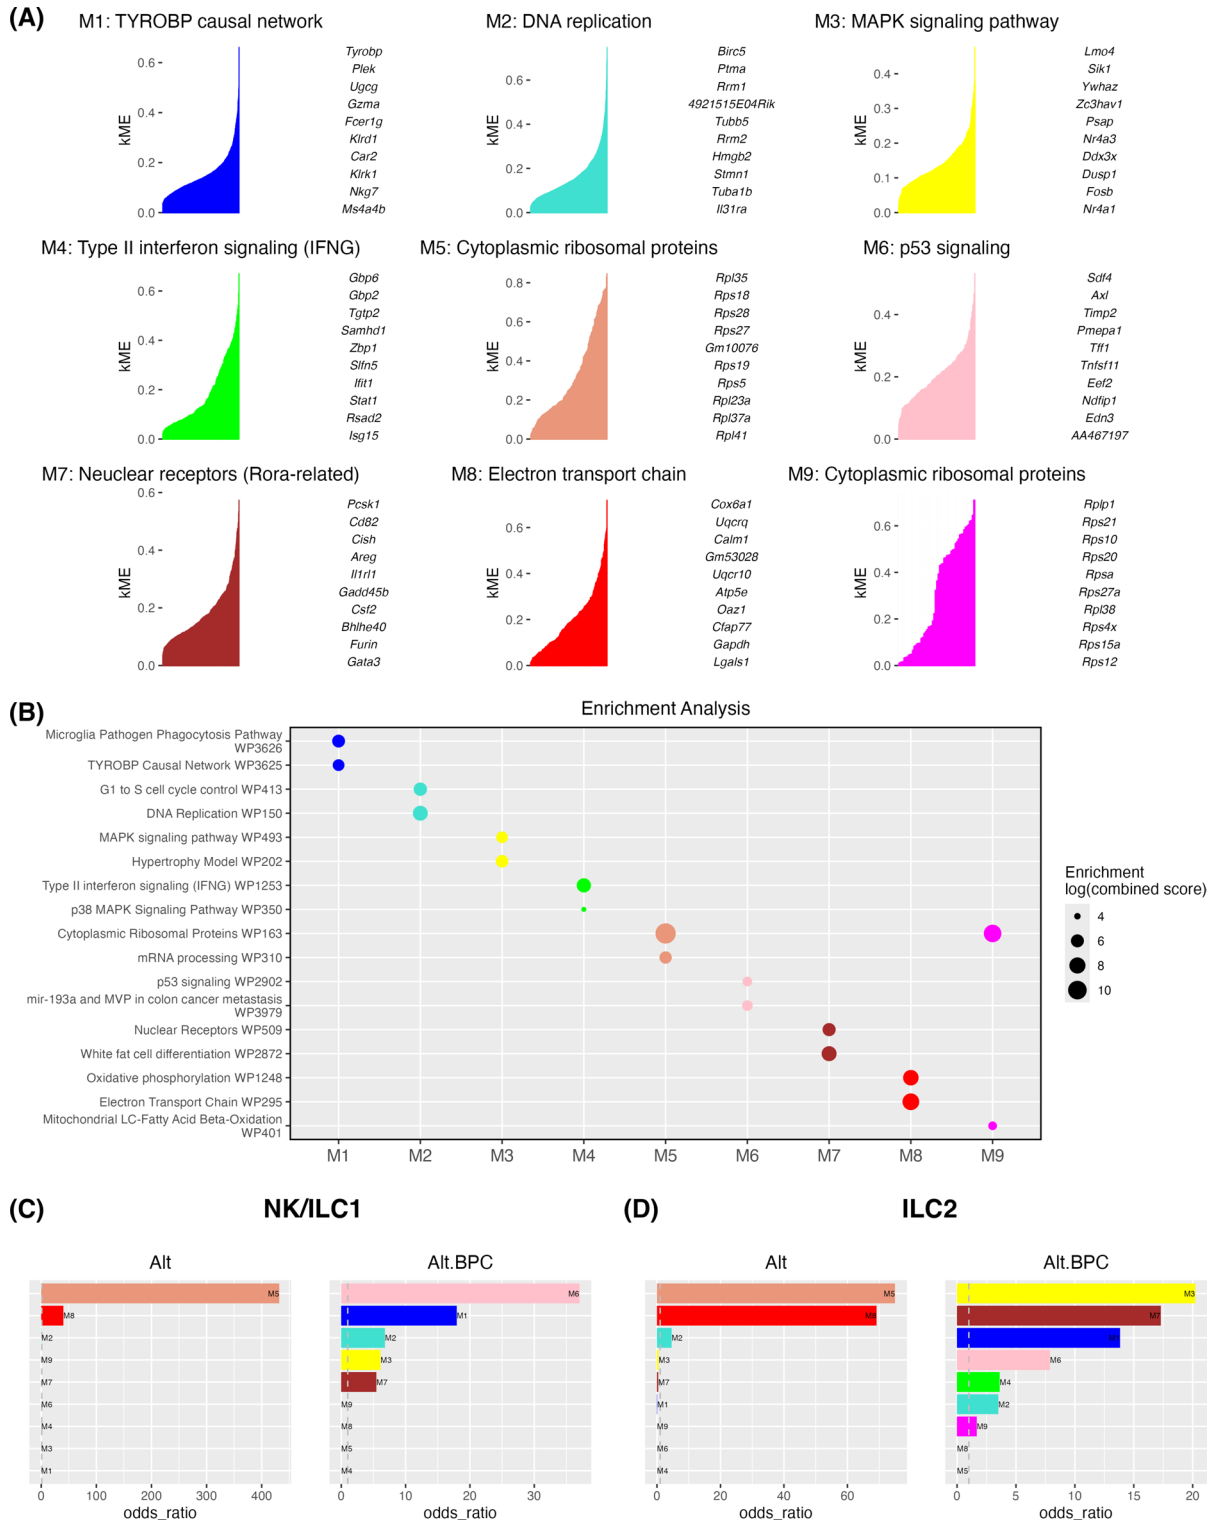 (A)
M1: TYROBP causal network
kME
0.6
0.4
0.2
0.0
Tyrobp
Plek
Ugcg
Gzma
Fcer1g
Klrd1
Car2
Klrk1
Nkg7
Ms4a4b
M2: DNA replication
kME
0.6
0.4
0.2
0.0
Birc5
Ptma
Rrm1
4921515E04Rik
Tubb5
Rrm2
Hmgb2
Stmn1
Tuba1b
Il31ra
M3: MAPK signaling pathway
kME
0.4
0.3
0.2
0.1
0.0
Lmo4
Sik1
Ywhaz
Zc3hav1
Psap
Nr4a3
Ddx3x
Dusp1
Fosb
Nr4a1
M4: Type II interferon signaling (IFNG)
kME
0.6
0.4
0.2
0.0
Gbp6
Gbp2
Tgtp2
Samhd1
Zbp1
Slfn5
Ifit1
Stat1
Rsad2
Isg15
M5: Cytoplasmic ribosomal proteins
kME
0.8
0.6
0.4
0.2
0.0
Rpl35
Rps18
Rps28
Rps27
Gm10076
Rps19
Rps5
Rpl23a
Rpl37a
Rpl41
M6: p53 signaling
kME
0.4
0.2
0.0
Sdf4
Axl
Timp2
Pmepa1
Tff1
Tnfsf11
Eef2
Ndfip1
Edn3
AA467197
M7: Neuclear receptors (Rora-related)
kME
0.6
0.4
0.2
0.0
Pcsk1
Cd82
Cish
Areg
Il1rl1
Gadd45b
Csf2
Bhlhe40
Furin
Gata3
M8: Electron transport chain
kME
0.6
0.4
0.2
0.0
Cox6a1
Uqcrq
Calm1
Gm53028
Uqcr10
Atp5e
Oaz1
Cfap77
Gapdh
Lgals1
M9: Cytoplasmic ribosomal proteins
kME
0.6
0.4
0.2
0.0
Rplp1
Rps21
Rps10
Rps20
Rpsa
Rps27a
Rpl38
Rps4x
Rps15a
Rps12
(B)
Enrichment Analysis
Microglia Pathogen Phagocytosis Pathway
WP3626
TYROBP Causal Network WP3625
G1 to S cell cycle control WP413
DNA Replication WP150
MAPK signaling pathway WP493
Hypertrophy Model WP202
Type II interferon signaling (IFNG) WP1253
p38 MAPK Signaling Pathway WP350
Cytoplasmic Ribosomal Proteins WP163
mRNA processing WP310
p53 signaling WP2902
mir-193a and MVP in colon cancer metastasis
WP3979
Nuclear Receptors WP509
White fat cell differentiation WP2872
Oxidative phosphorylation WP1248
Electron Transport Chain WP295
Mitochondrial LC-Fatty Acid Beta-Oxidation
WP401
M1 M2 M3 M4 M5 M6 M7 M8 M9
Enrichment
log(combined score)
4
6
8
10
(C)
NK/ILC1
Alt
M5
M8
M2
M9
M7
M6
M4
M3
M1
0 100 200 300 400
odds_ratio
Alt.BPC
M6
M1
M2
M3
M7
M9
M8
M5
M4
0 10 20 30
odds_ratio
(D)
ILC2
Alt
M5
M8
M2
M3
M7
M1
M9
M6
M4
0 20 40 60
odds_ratio
Alt.BPC
M3
M7
M1
M6
M4
M2
M9
M8
M5
0 5 10 15 20
odds_ratio